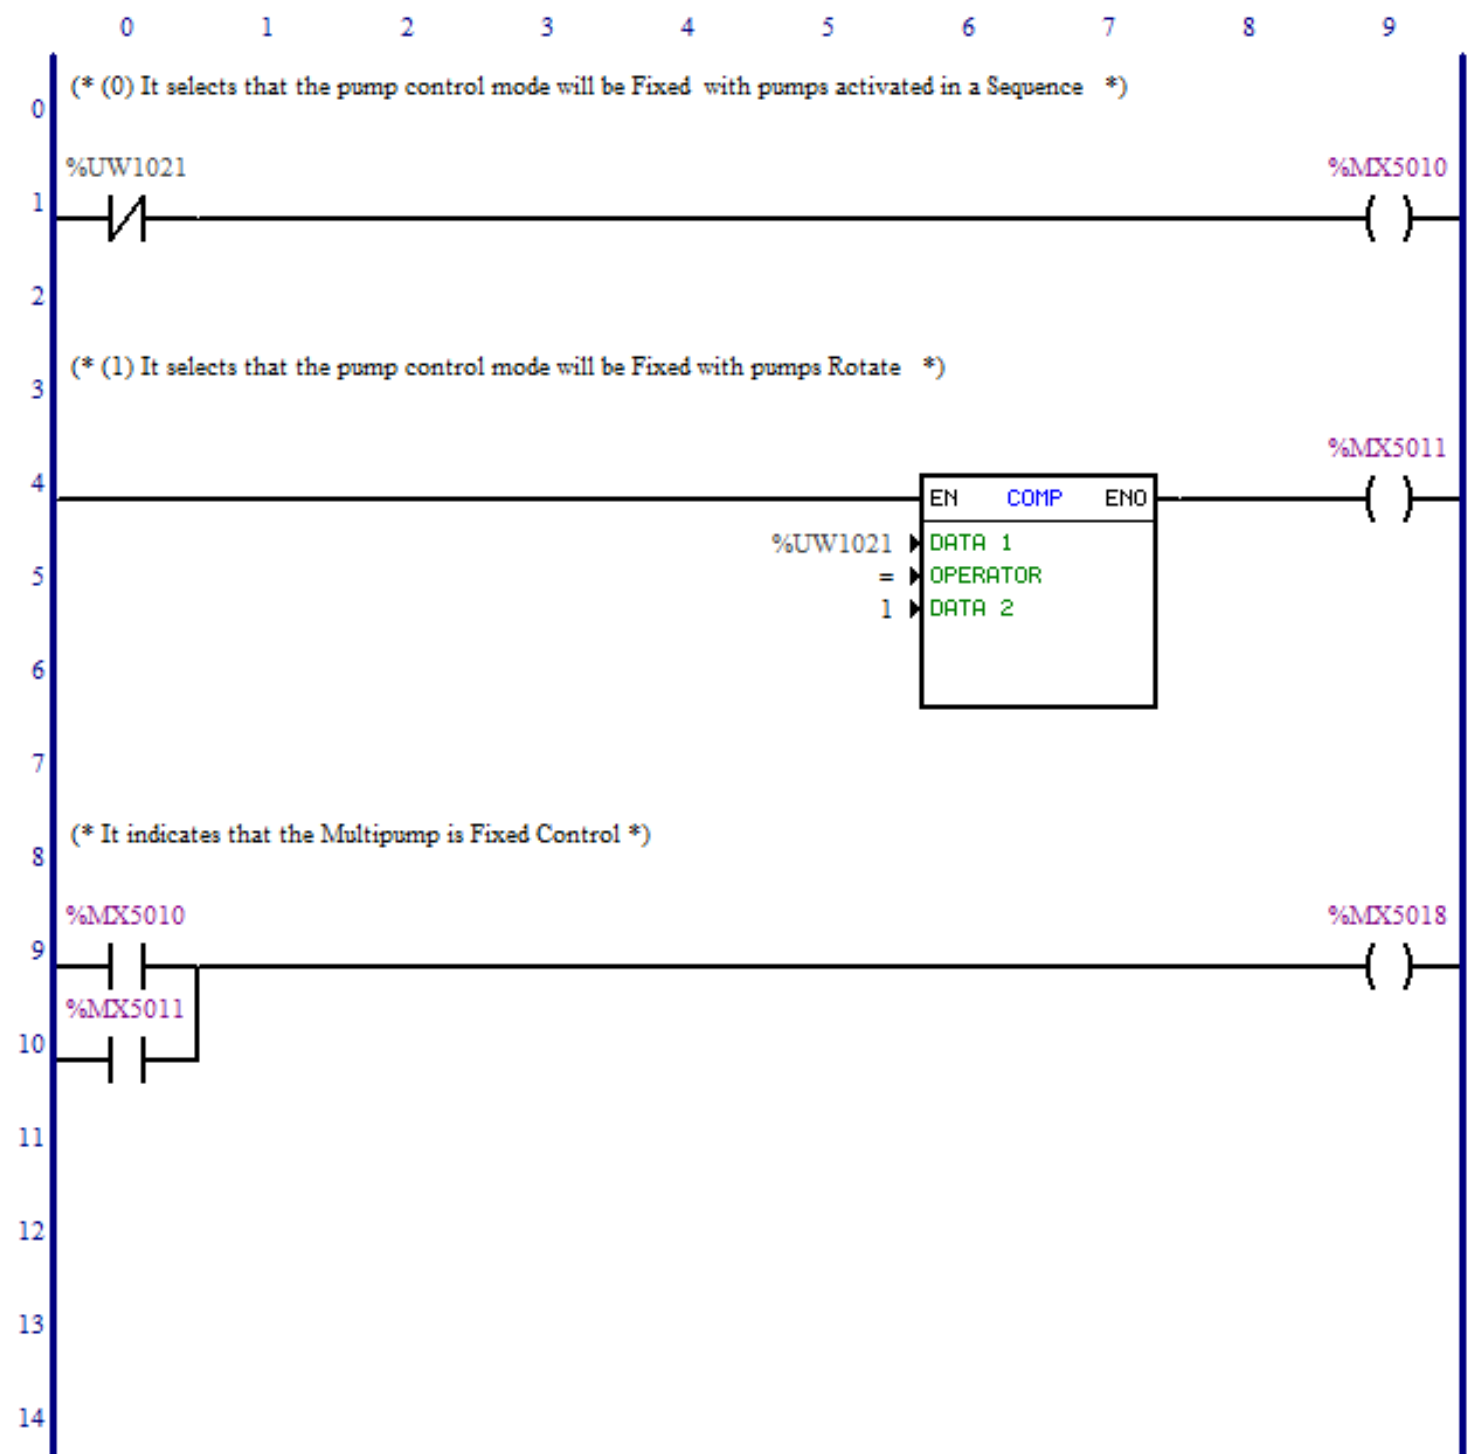 0 1 2 3 4 5 6 7 8 9
(* (0) It selects that the pump control mode will be Fixed  with pumps activated in a Sequence   *)
0
%UW1021 %MX5010
1
2
(* (1) It selects that the pump control mode will be Fixed with pumps Rotate   *)
3
%MX5011
4 EN COMP ENO
%UW1021 DATA 1
5 = OPERATOR
1 DATA 2
6
7
(* It indicates that the Multipump is Fixed Control *)
8
%MX5010 %MX5018
9
%MX5011
10
11
12
13
14